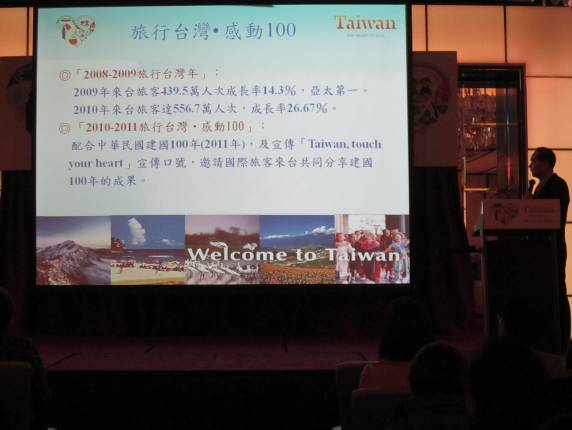 旅行台灣•感動100
Taiwan
THE HEART OF ASIA
◎「2008-2009旅行台灣年」：
2009年來台旅客439.5萬人次成長率14.3%，亞太第一。
2010年來台旅客達556.7萬人次，成長率26.67%。
◎「2010-2011旅行台灣•感動100」：
配合中華民國建國100年(2011年)，及宣傳「Taiwan, touch
your heart」宣傳口號，邀請國際旅客來台共同分享建國
100年的成果。
Welcome to Taiwan
Taiwan